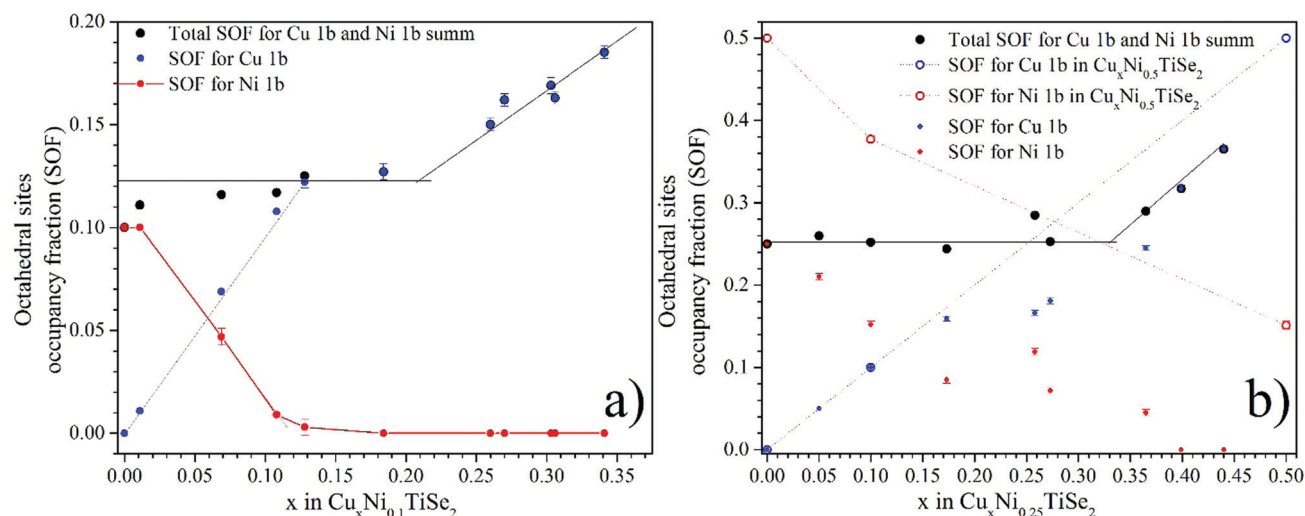 0.20
0.15
0.10
0.05
0.00
Octahedral sites
occupancy fraction (SOF)
Total SOF for Cu 1b and Ni 1b summ
SOF for Cu 1b
SOF for Ni 1b
a)
0.00 0.05 0.10 0.15 0.20 0.25 0.30 0.35
x in CuₓNi₀.₁TiSe₂
0.5
0.4
0.3
0.2
0.1
0.0
Octahedral sites
occupancy fraction (SOF)
Total SOF for Cu 1b and Ni 1b summ
SOF for Cu 1b in CuₓNi₀.₅TiSe₂
SOF for Ni 1b in CuₓNi₀.₅TiSe₂
SOF for Cu 1b
SOF for Ni 1b
b)
0.00 0.05 0.10 0.15 0.20 0.25 0.30 0.35 0.40 0.45 0.50
x in CuₓNi₀.₂₅TiSe₂